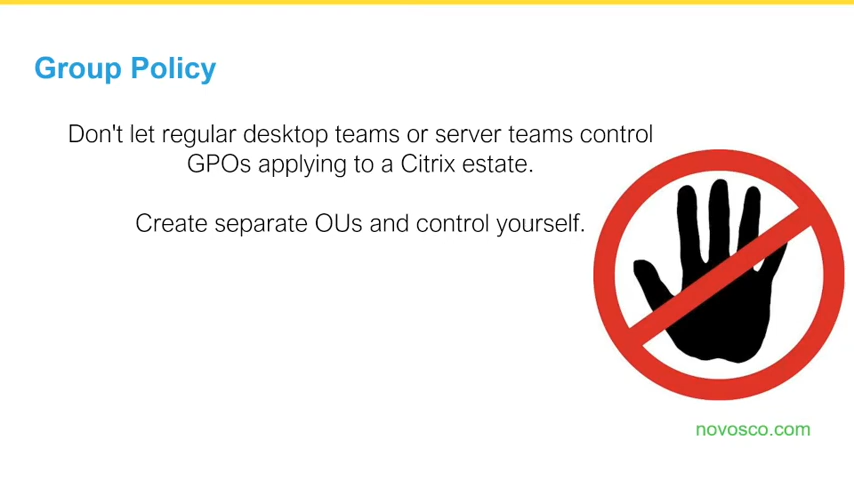 Group Policy
Don't let regular desktop teams or server teams control
GPOs applying to a Citrix estate.
Create separate OUs and control yourself.
novosco.com